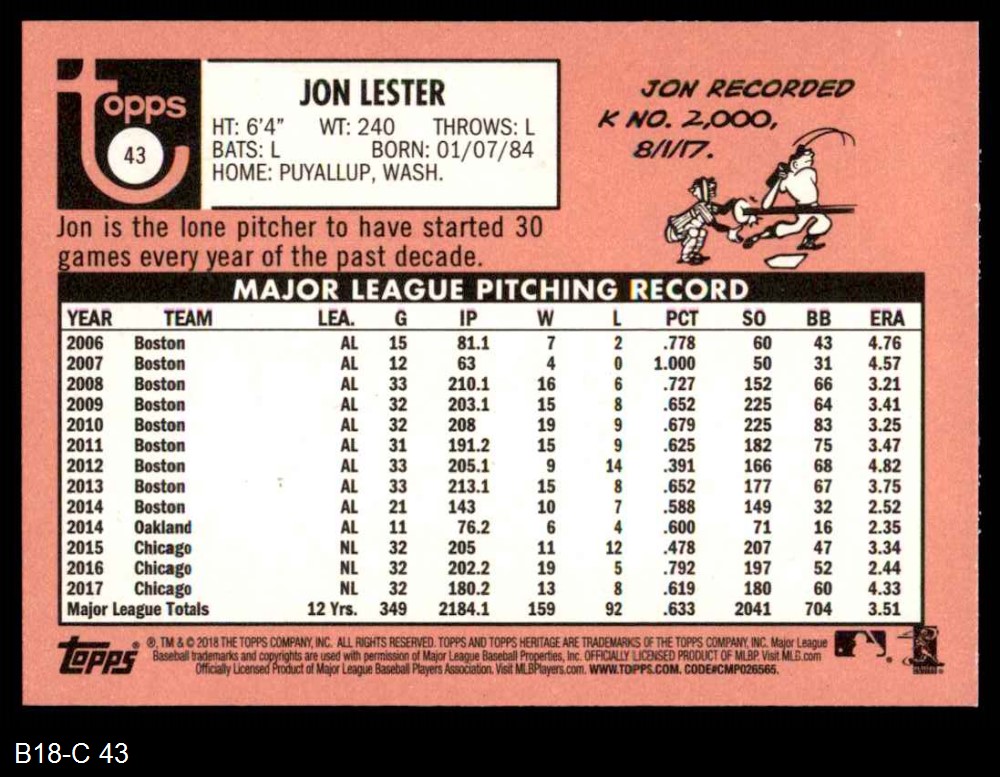 topps
43
JON LESTER
HT: 6'4" WT: 240 THROWS: L
BATS: L BORN: 01/07/84
HOME: PUYALLUP, WASH.
JON RECORDED
K NO. 2,000,
8/1/17.
Jon is the lone pitcher to have started 30
games every year of the past decade.
MAJOR LEAGUE PITCHING RECORD
YEAR TEAM LEA. G IP W L PCT SO BB ERA
2006 Boston AL 15 81.1 7 2 .778 60 43 4.76
2007 Boston AL 12 63 4 0 1.000 50 31 4.57
2008 Boston AL 33 210.1 16 6 .727 152 66 3.21
2009 Boston AL 32 203.1 15 8 .652 225 64 3.41
2010 Boston AL 32 208 19 9 .679 225 83 3.25
2011 Boston AL 31 191.2 15 9 .625 182 75 3.47
2012 Boston AL 33 205.1 9 14 .391 166 68 4.82
2013 Boston AL 33 213.1 15 8 .652 177 67 3.75
2014 Boston AL 21 143 10 7 .588 149 32 2.52
2014 Oakland AL 11 76.2 6 4 .600 71 16 2.35
2015 Chicago NL 32 205 11 12 .478 207 47 3.34
2016 Chicago NL 32 202.2 19 5 .792 197 52 2.44
2017 Chicago NL 32 180.2 13 8 .619 180 60 4.33
Major League Totals 12 Yrs. 349 2184.1 159 92 .633 2041 704 3.51
Topps ® ®, TM & © 2018 THE TOPPS COMPANY, INC. ALL RIGHTS RESERVED. TOPPS AND TOPPS HERITAGE ARE TRADEMARKS OF THE TOPPS COMPANY, INC. Major League
Baseball trademarks and copyrights are used with permission of Major League Baseball Properties, Inc. OFFICIALLY LICENSED PRODUCT OF MLBP. Visit MLB.com
Officially Licensed Product of Major League Baseball Players Association. Visit MLBPlayers.com. WWW.TOPPS.COM. CODE#CMP026565.
B18-C 43